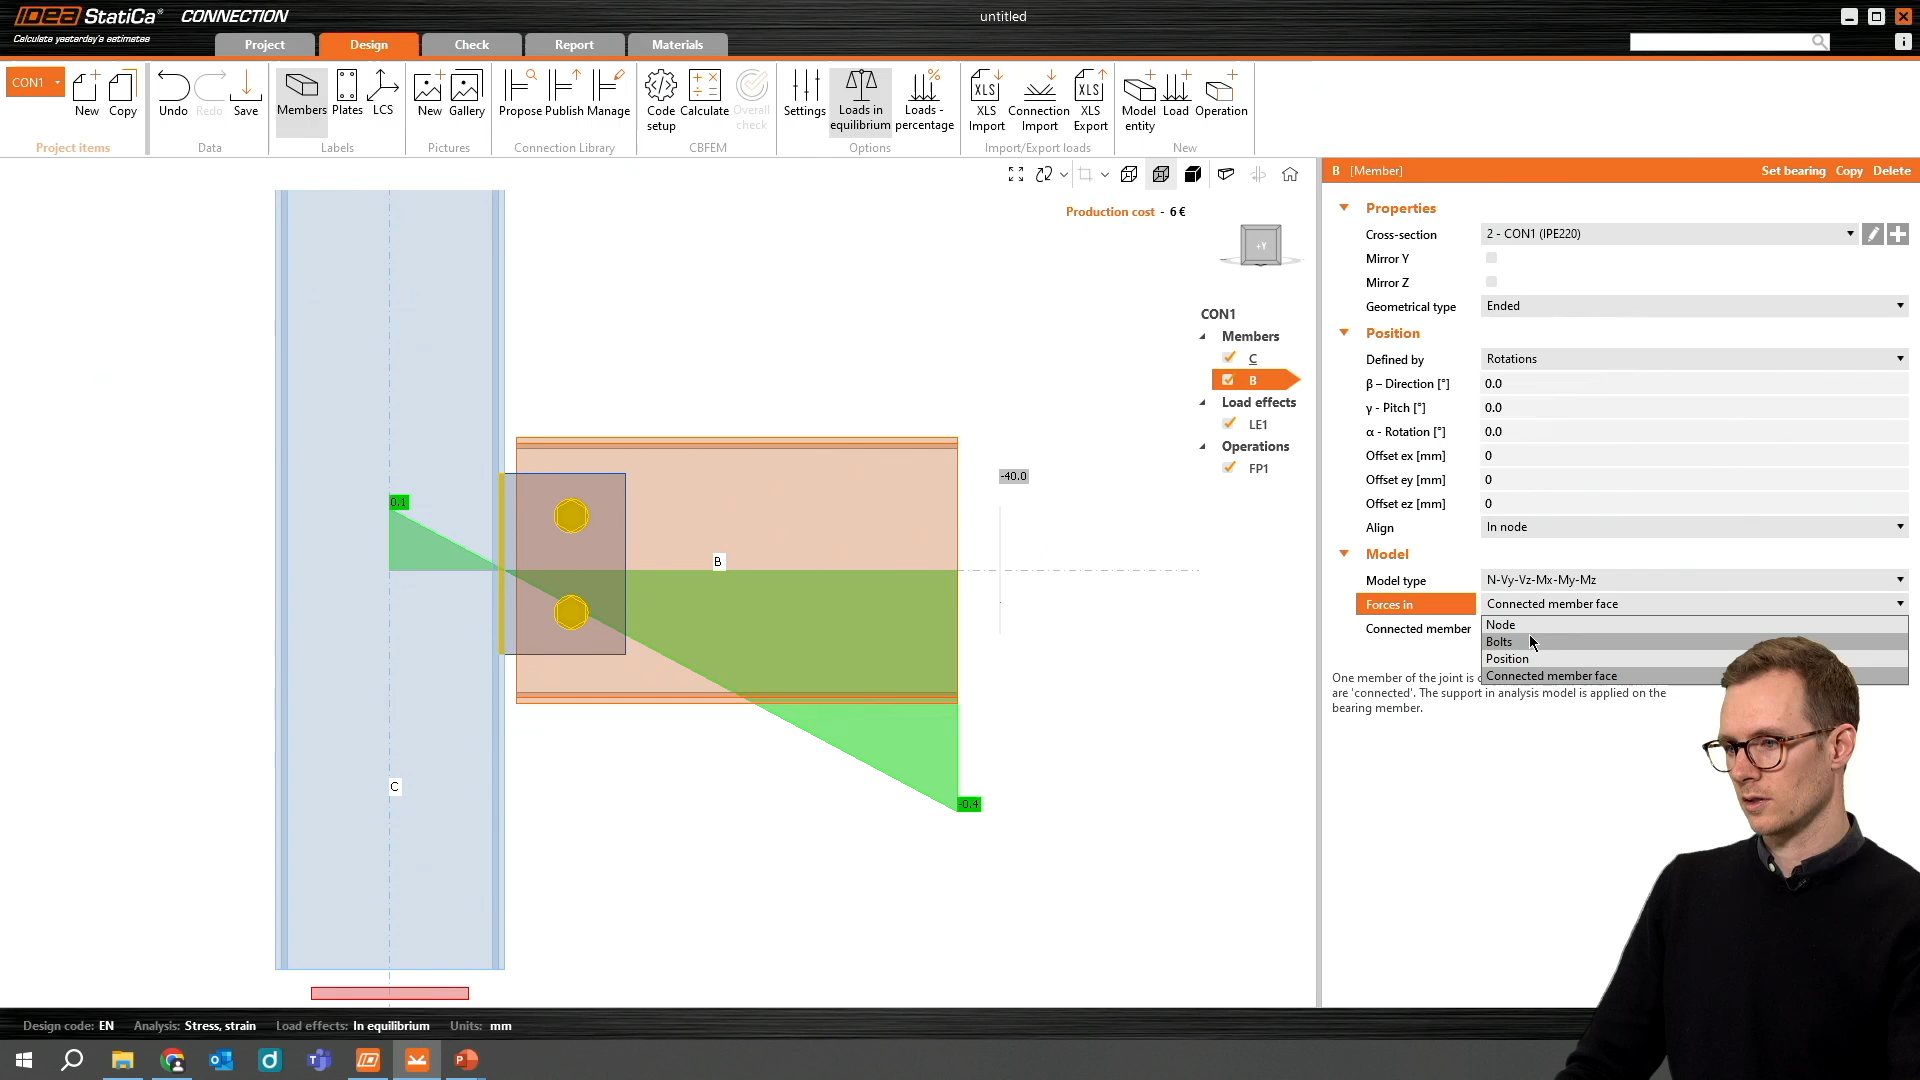 IDEA StatiCa® CONNECTION
Calculate yesterday's estimates
untitled
Project
Design
Check
Report
Materials
CON1
New
Copy
Undo
Redo
Save
Members
Plates
LCS
New
Gallery
Propose
Publish
Manage
Code setup
Calculate
Overall check
Settings
Loads in equilibrium
Loads - percentage
XLS Import
Connection Import
XLS Export
Model entity
Load
Operation
Project items
Data
Labels
Pictures
Connection Library
CBFEM
Options
Import/Export loads
New
Production cost - 6 €
+Y
CON1
Members
C
B
Load effects
LE1
Operations
FP1
0.1
-40.0
B
C
-0.4
B [Member]
Set bearing
Copy
Delete
Properties
Cross-section
2 - CON1 (IPE220)
Mirror Y
Mirror Z
Geometrical type
Ended
Position
Defined by
Rotations
β – Direction [°]
0.0
γ - Pitch [°]
0.0
α - Rotation [°]
0.0
Offset ex [mm]
0
Offset ey [mm]
0
Offset ez [mm]
0
Align
In node
Model
Model type
N-Vy-Vz-Mx-My-Mz
Forces in
Connected member face
Connected member
Node
Bolts
Position
Connected member face
One member of the joint is
are 'connected'. The support in analysis model is applied on the
bearing member.
Design code: EN
Analysis: Stress, strain
Load effects: In equilibrium
Units: mm